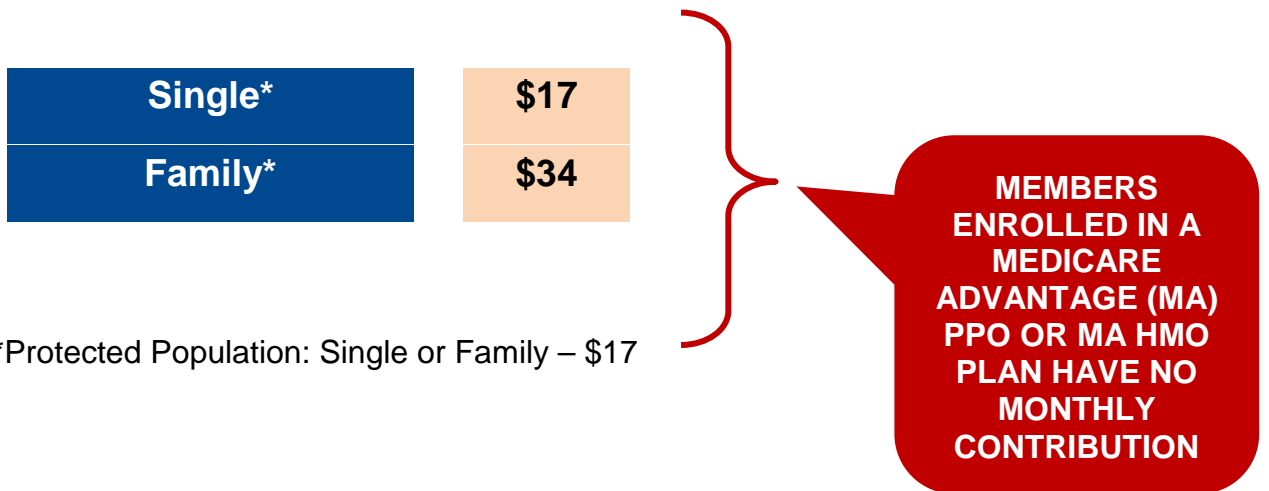 Single* $17
Family* $34
*Protected Population: Single or Family – $17
MEMBERS
ENROLLED IN A
MEDICARE
ADVANTAGE (MA)
PPO OR MA HMO
PLAN HAVE NO
MONTHLY
CONTRIBUTION